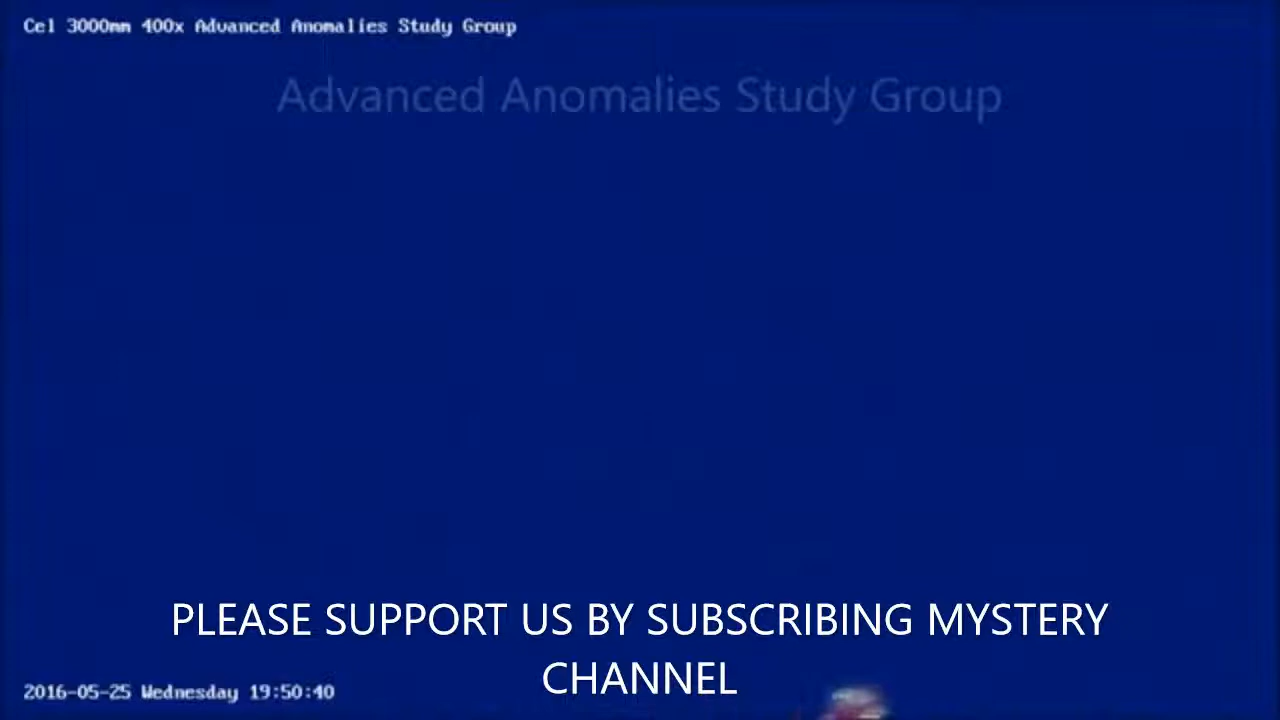 Cel 3000mm 400x Advanced Anomalies Study Group
Advanced Anomalies Study Group
PLEASE SUPPORT US BY SUBSCRIBING MYSTERY
CHANNEL
2016-05-25 Wednesday 19:50:40